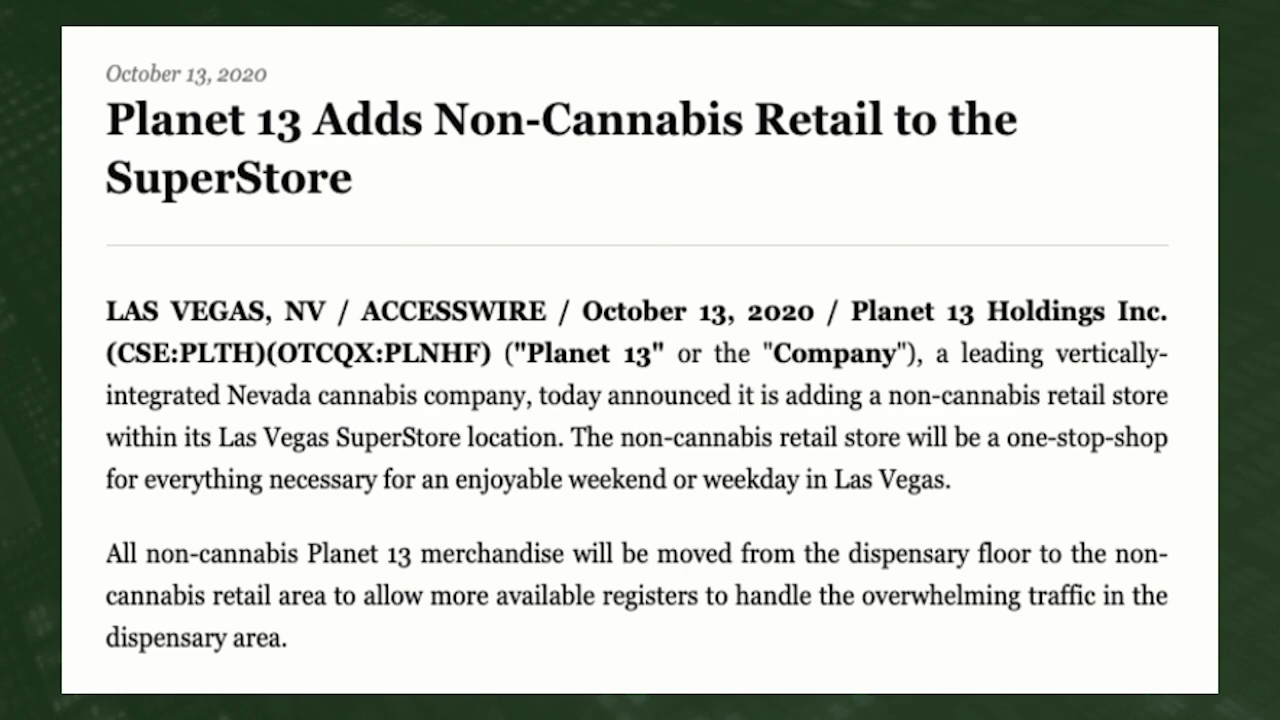 October 13, 2020
Planet 13 Adds Non-Cannabis Retail to the
SuperStore
LAS VEGAS, NV / ACCESSWIRE / October 13, 2020 / Planet 13 Holdings Inc.
(CSE:PLTH)(OTCQX:PLNHF) ("Planet 13" or the "Company"), a leading vertically-
integrated Nevada cannabis company, today announced it is adding a non-cannabis retail store
within its Las Vegas SuperStore location. The non-cannabis retail store will be a one-stop-shop
for everything necessary for an enjoyable weekend or weekday in Las Vegas.
All non-cannabis Planet 13 merchandise will be moved from the dispensary floor to the non-
cannabis retail area to allow more available registers to handle the overwhelming traffic in the
dispensary area.